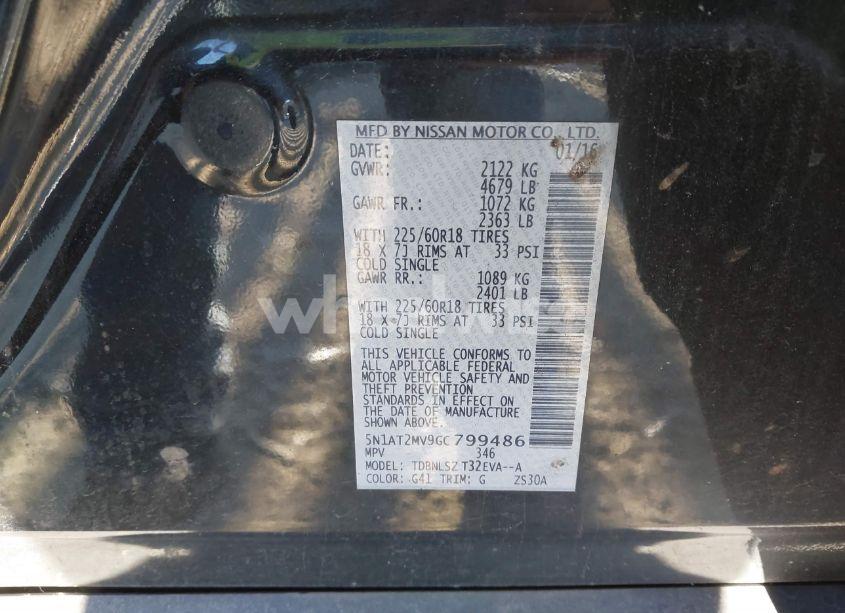 MFD BY NISSAN MOTOR CO., LTD.
DATE: 01/16
GVWR: 2122 KG
4679 LB
GAWR FR.: 1072 KG
2363 LB
WITH 225/60R18 TIRES
18 X 7J RIMS AT 33 PSI
COLD SINGLE
GAWR RR.: 1089 KG
2401 LB
WITH 225/60R18 TIRES
18 X 7J RIMS AT 33 PSI
COLD SINGLE
THIS VEHICLE CONFORMS TO
ALL APPLICABLE FEDERAL
MOTOR VEHICLE SAFETY AND
THEFT PREVENTION
STANDARDS IN EFFECT ON
THE DATE OF MANUFACTURE
SHOWN ABOVE.
5N1AT2MV9GC 799486
MPV 346
MODEL: TDBNLSZ T32EVA--A
COLOR: G41 TRIM: G ZS30A